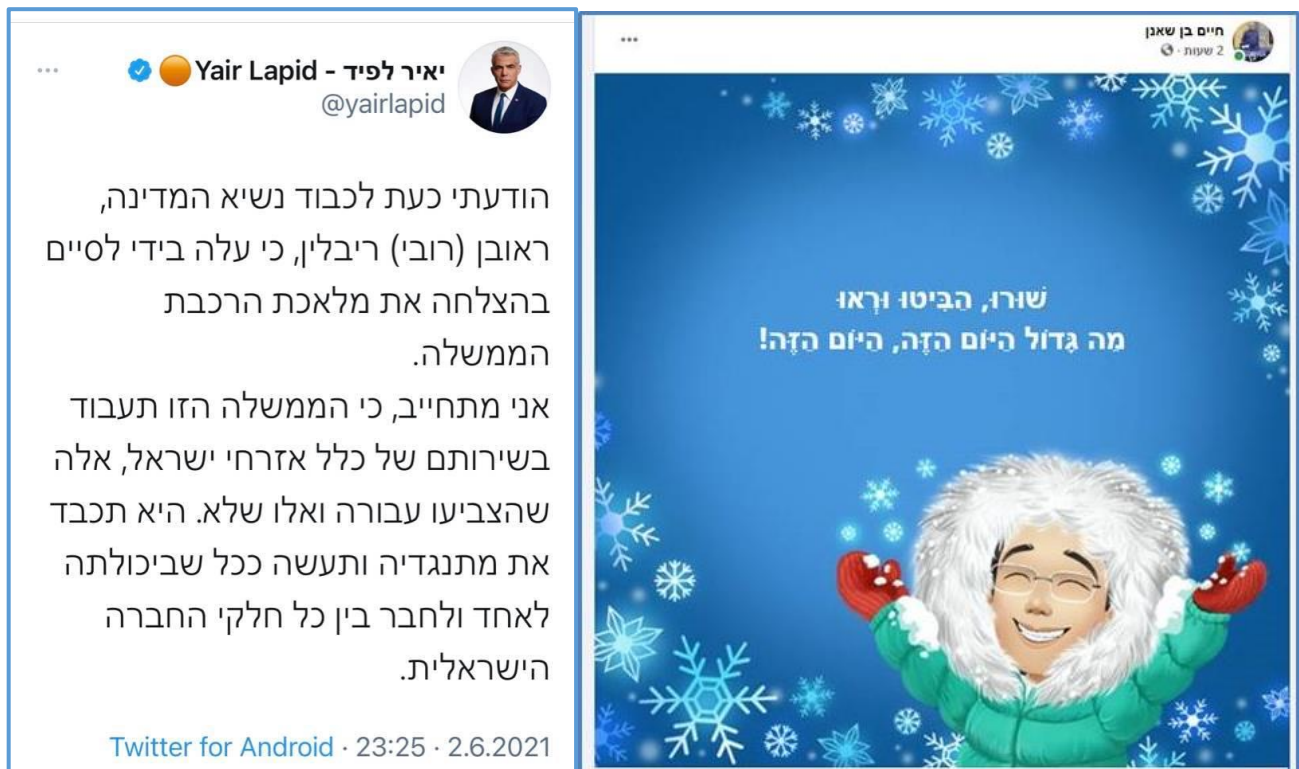 יאיר לפיד - Yair Lapid
@yairlapid
הודעתי כעת לכבוד נשיא המדינה,
ראובן (רובי) ריבלין, כי עלה בידי לסיים
בהצלחה את מלאכת הרכבת
הממשלה.
אני מתחייב, כי הממשלה הזו תעבוד
בשירותם של כלל אזרחי ישראל, אלה
שהצביעו עבורה ואלו שלא. היא תכבד
את מתנגדיה ותעשה ככל שביכולתה
לאחד ולחבר בין כל חלקי החברה
הישראלית.
Twitter for Android · 23:25 · 2.6.2021
חיים בן שאנן
2 שעות ·
שׁוּרוּ, הַבִּיטוּ וּרְאוּ
מַה גָּדוֹל הַיּוֹם הַזֶּה, הַיּוֹם הַזֶּה!